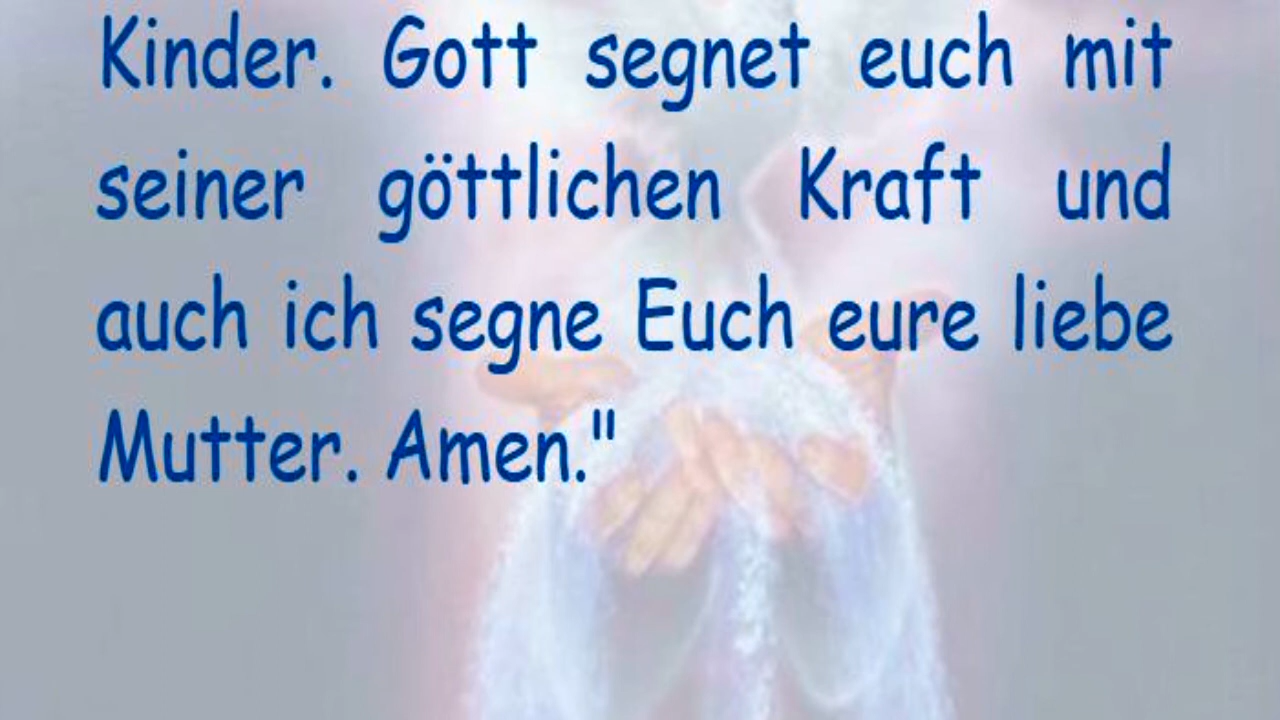 Kinder. Gott segnet euch mit
seiner göttlichen Kraft und
auch ich segne Euch eure liebe
Mutter. Amen."